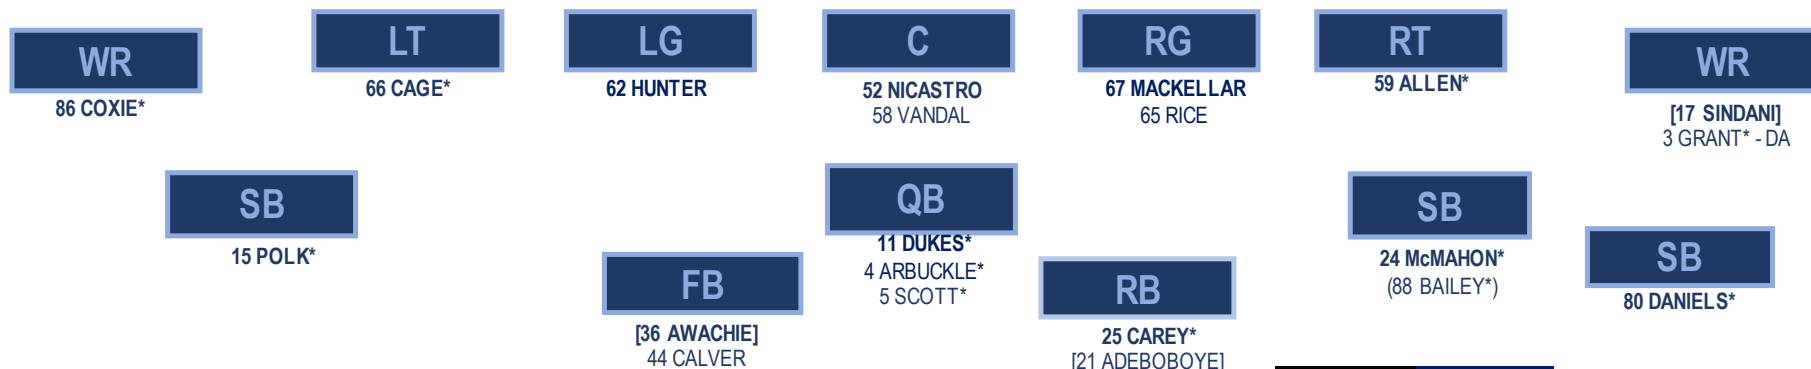 WR
86 COXIE*
LT
66 CAGE*
LG
62 HUNTER
C
52 NICASTRO
58 VANDAL
RG
67 MACKELLAR
65 RICE
RT
59 ALLEN*
WR
[17 SINDANI]
3 GRANT* - DA
SB
15 POLK*
QB
11 DUKES*
4 ARBUCKLE*
5 SCOTT*
SB
24 McMAHON*
(88 BAILEY*)
SB
80 DANIELS*
FB
[36 AWACHIE]
44 CALVER
RB
25 CAREY*
[21 ADEBOBOYE]